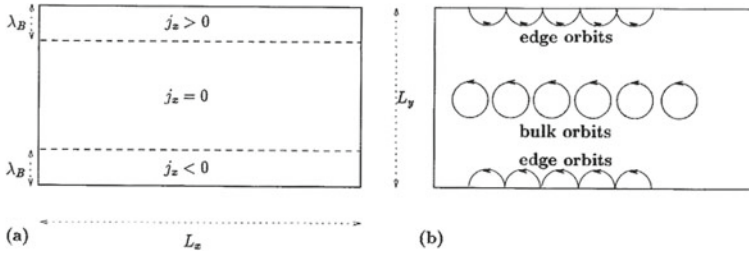 λ_B
j_x > 0
edge orbits
j_x = 0
L_y
bulk orbits
edge orbits
λ_B
j_x < 0
(a)
L_x
(b)